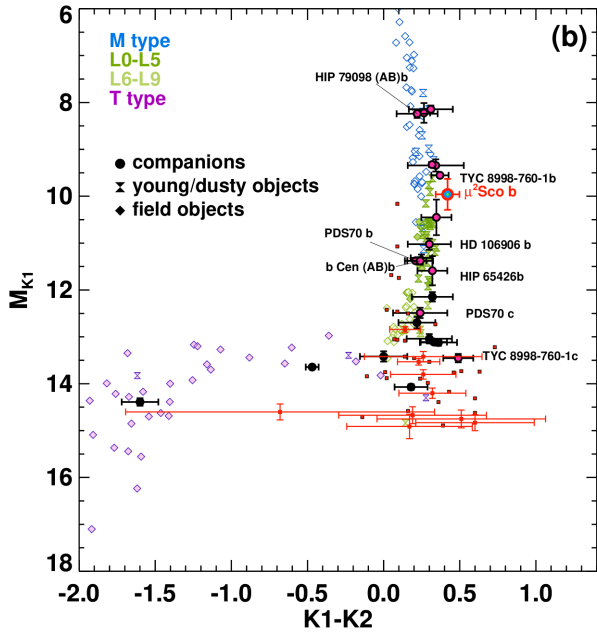 (b)
M type
L0-L5
L6-L9
T type
companions
young/dusty objects
field objects
HIP 79098 (AB)b
TYC 8998-760-1b
μ²Sco b
PDS70 b
HD 106906 b
b Cen (AB)b
HIP 65426b
PDS70 c
TYC 8998-760-1c
6
8
10
12
14
16
18
M_K1
-2.0 -1.5 -1.0 -0.5 0.0 0.5 1.0
K1-K2